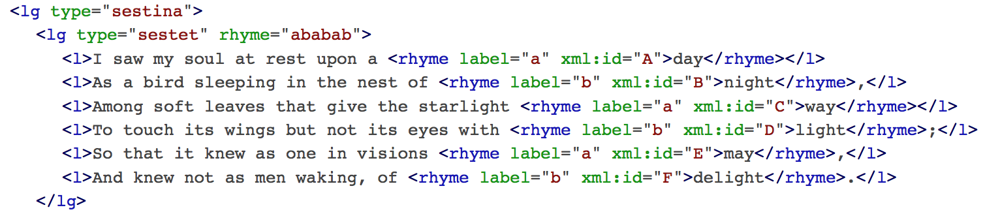 <lg type="sestina">
<lg type="sestet" rhyme="ababab">
<l>I saw my soul at rest upon a <rhyme label="a" xml:id="A">day</rhyme></l>
<l>As a bird sleeping in the nest of <rhyme label="b" xml:id="B">night</rhyme>,</l>
<l>Among soft leaves that give the starlight <rhyme label="a" xml:id="C">way</rhyme></l>
<l>To touch its wings but not its eyes with <rhyme label="b" xml:id="D">light</rhyme>;</l>
<l>So that it knew as one in visions <rhyme label="a" xml:id="E">may</rhyme>,</l>
<l>And knew not as men waking, of <rhyme label="b" xml:id="F">delight</rhyme>.</l>
</lg>